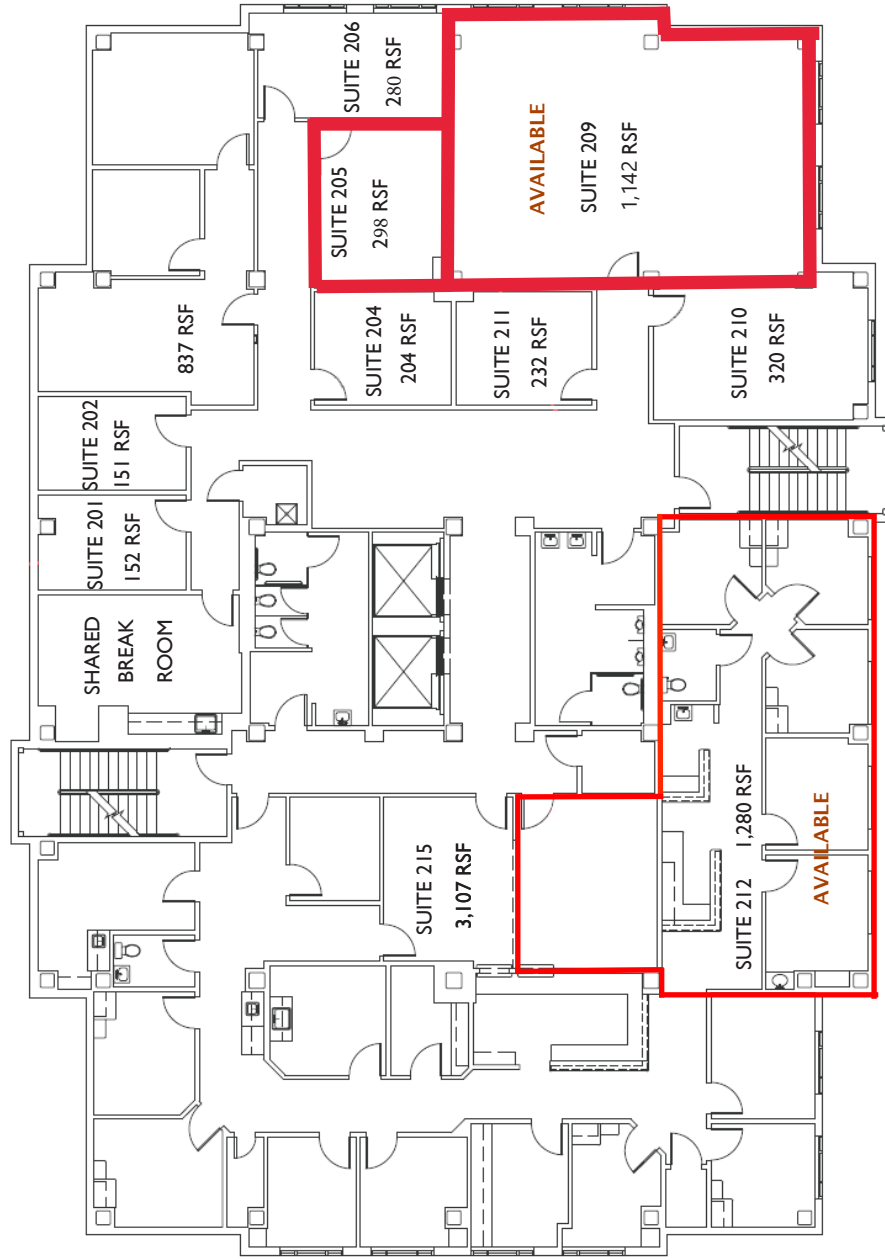 SUITE 206
280 RSF
AVAILABLE
SUITE 209
1,142 RSF
SUITE 205
298 RSF
837 RSF
SUITE 204
204 RSF
SUITE 211
232 RSF
SUITE 210
320 RSF
SUITE 202
151 RSF
SUITE 201
152 RSF
SHARED
BREAK
ROOM
SUITE 215
3,107 RSF
SUITE 212
1,280 RSF
AVAILABLE